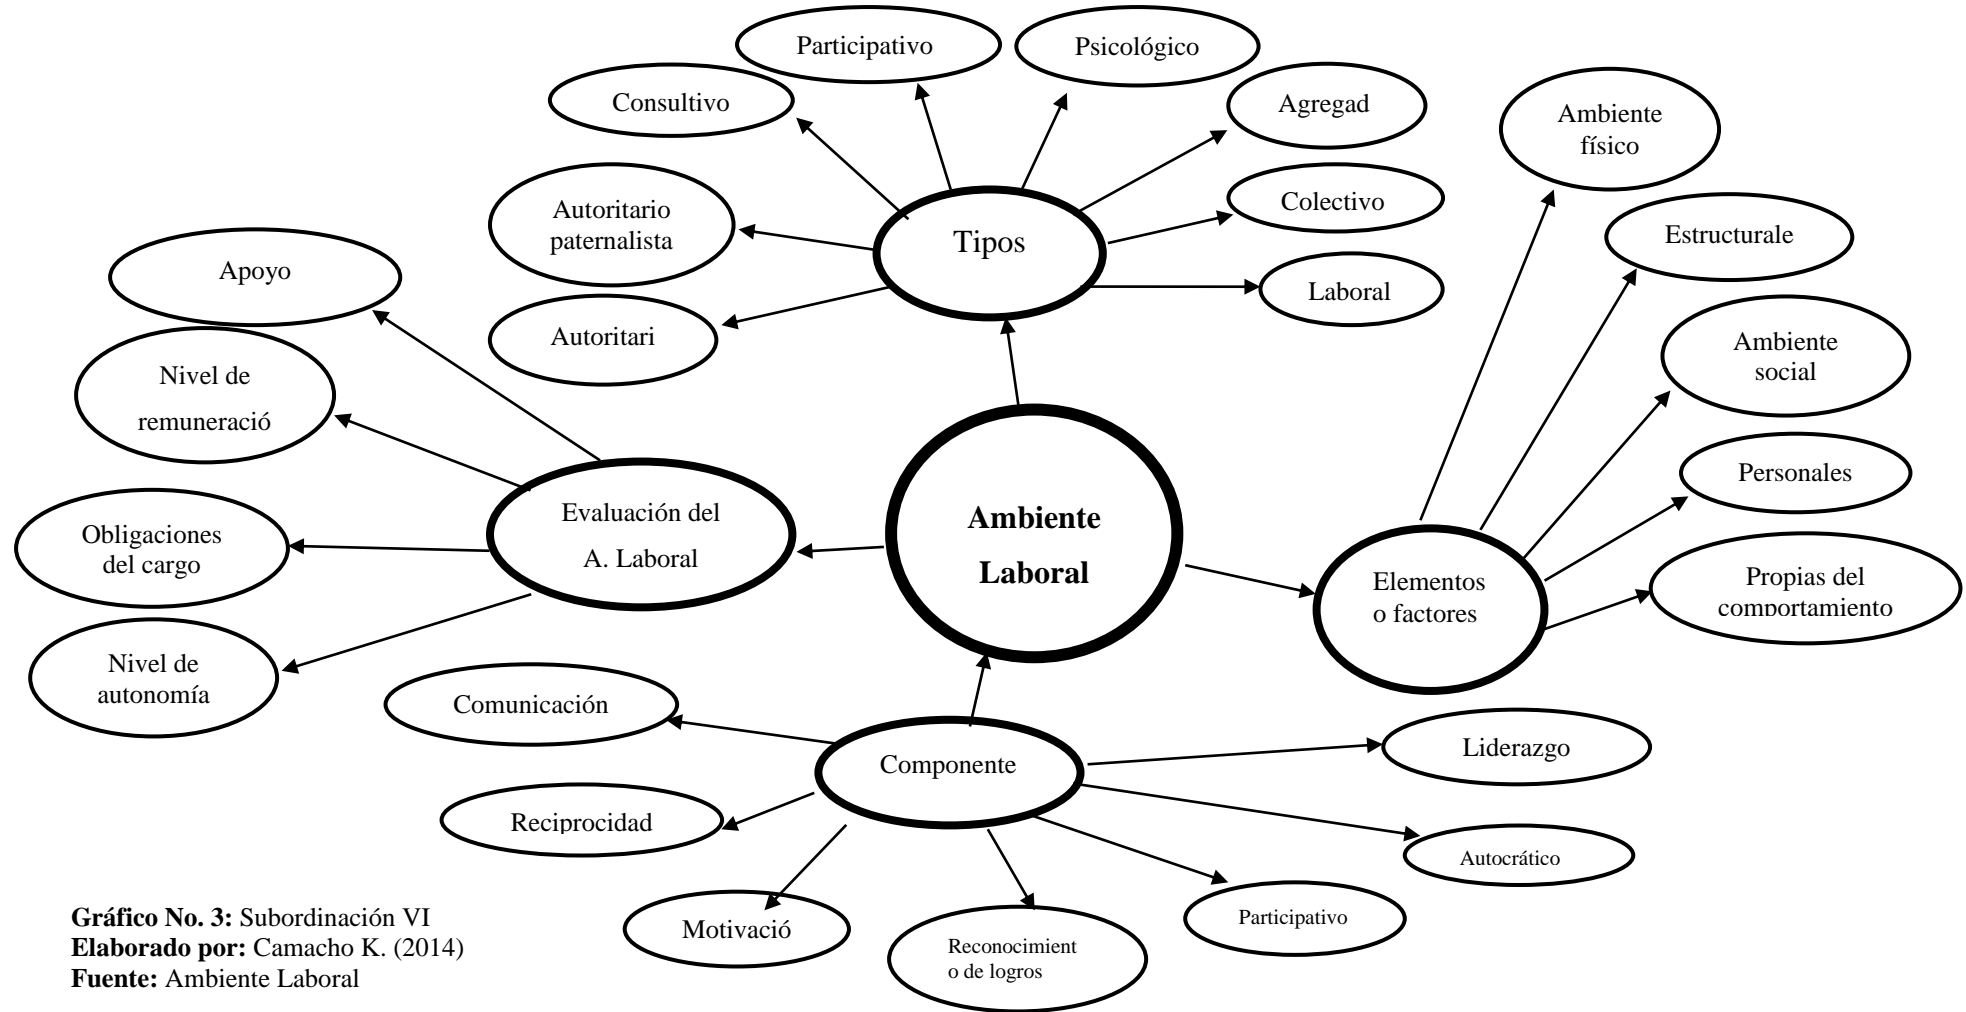 Participativo
Psicológico
Consultivo
Agregad
Ambiente
físico
Autoritario
paternalista
Colectivo
Tipos
Estructurale
Apoyo
Laboral
Autoritari
Ambiente
social
Nivel de
remuneració
Personales
Evaluación del
A. Laboral
Ambiente
Laboral
Obligaciones
del cargo
Elementos
o factores
Propias del
comportamiento
Nivel de
autonomía
Comunicación
Componente
Liderazgo
Reciprocidad
Autocrático
Motivació
Reconocimient
o de logros
Participativo
Gráfico No. 3: Subordinación VI
Elaborado por: Camacho K. (2014)
Fuente: Ambiente Laboral